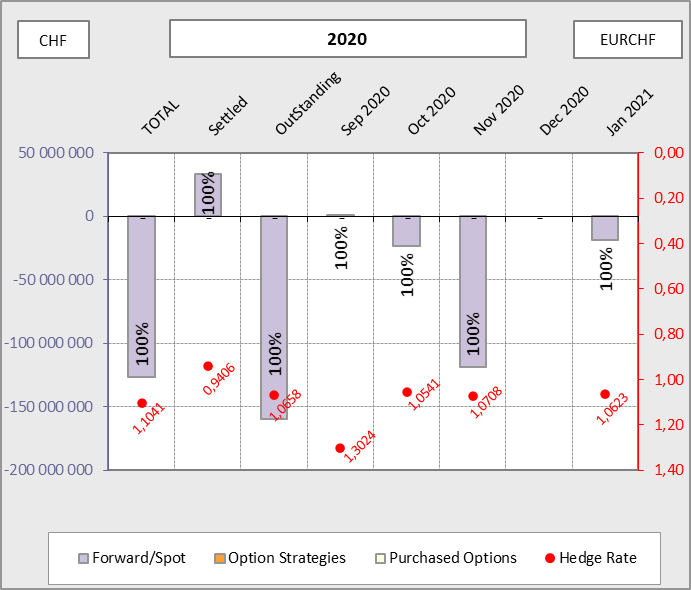 CHF
2020
EURCHF
TOTAL
Settled
OutStanding
Sep 2020
Oct 2020
Nov 2020
Dec 2020
Jan 2021
50 000 000
0
-50 000 000
-100 000 000
-150 000 000
-200 000 000
0,00
0,20
0,40
0,60
0,80
1,00
1,20
1,40
100%
100%
100%
100%
100%
100%
100%
1,1041
0,9406
1,0658
1,3024
1,0541
1,0708
1,0623
Forward/Spot Option Strategies Purchased Options Hedge Rate